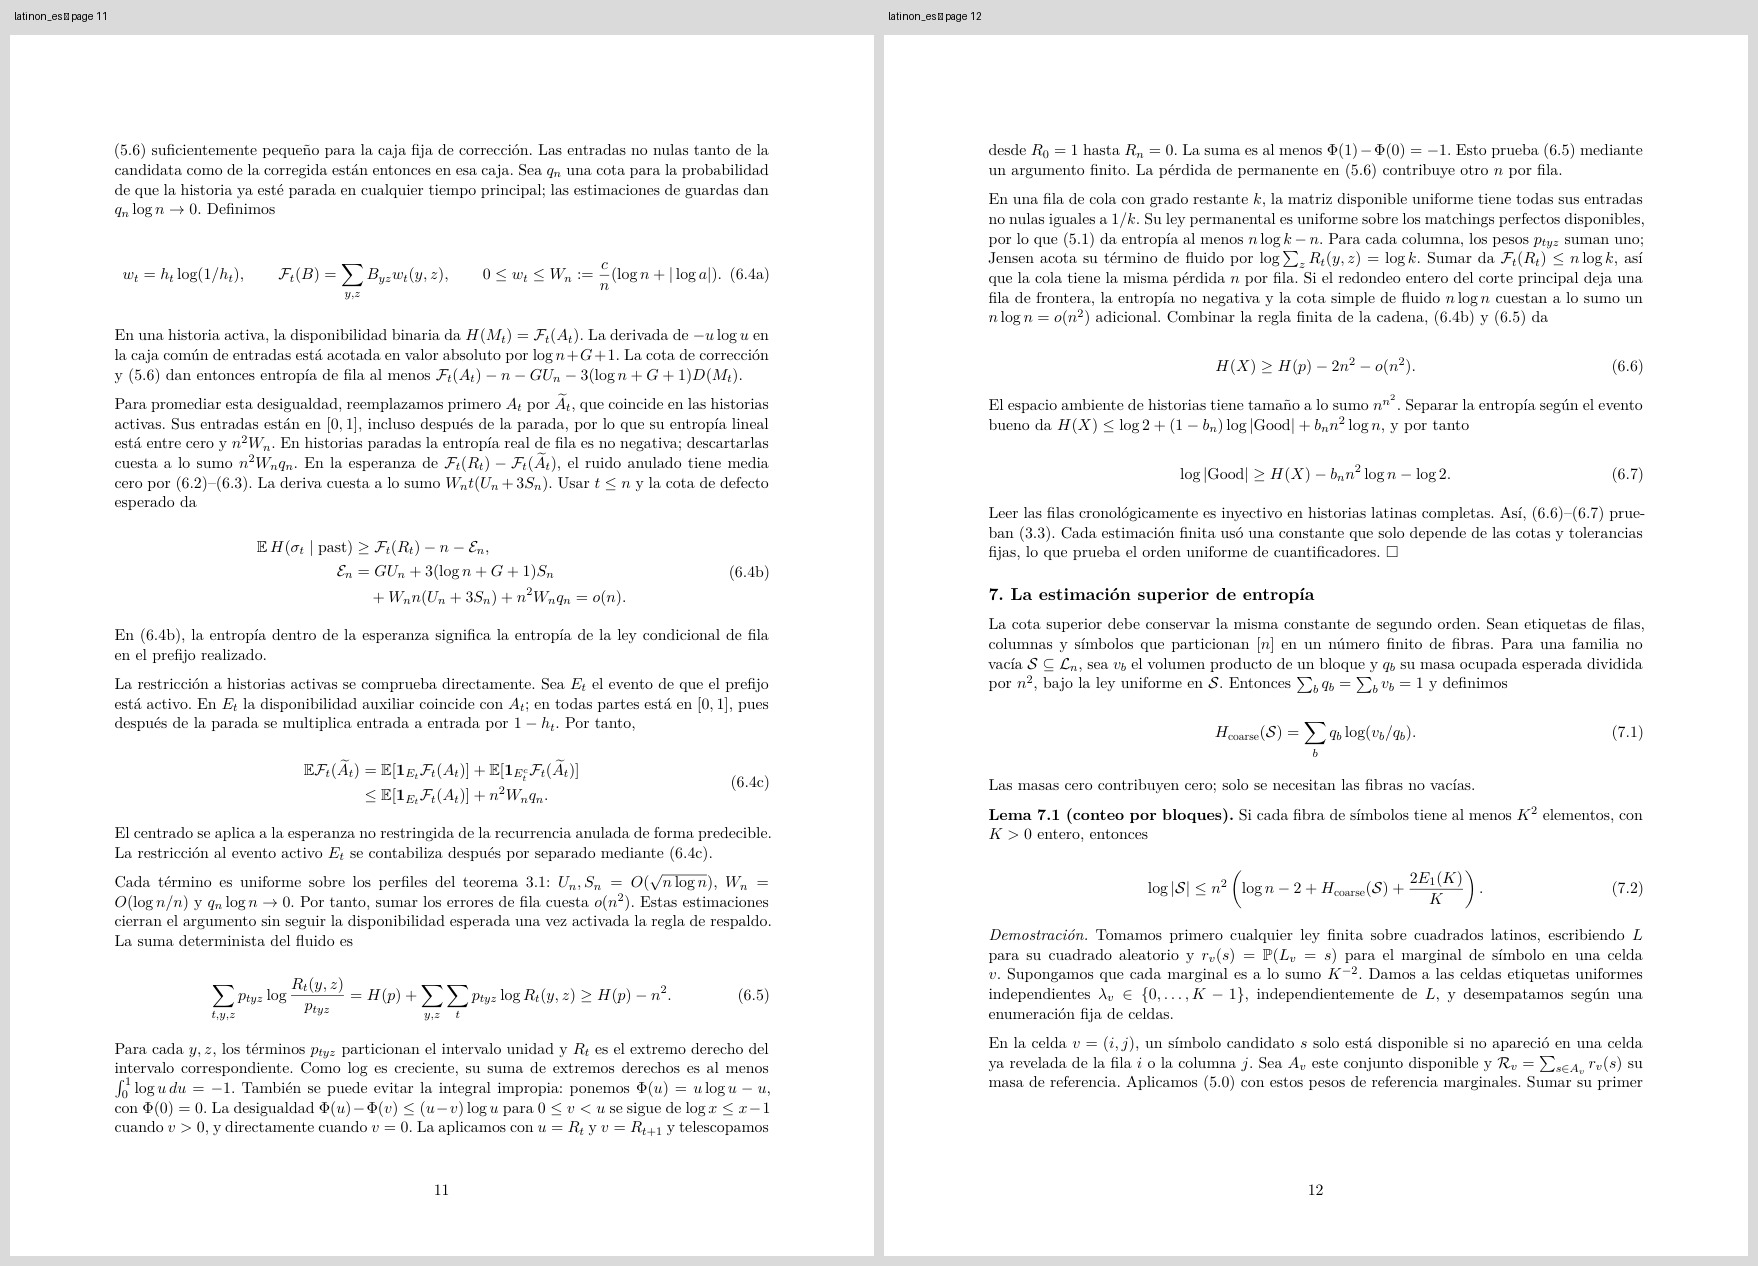 latinon_es page 11
(5.6) suficientemente pequeño para la caja fija de corrección. Las entradas no nulas tanto de la
candidata como de la corregida están entonces en esa caja. Sea $q_n$ una cota para la probabilidad
de que la historia ya esté parada en cualquier tiempo principal; las estimaciones de guardas dan
$q_n \log n \to 0$. Definimos
$w_t = h_t \log(1/h_t), \quad \mathcal{F}_t(B) = \sum_{y,z} B_{yz} w_t(y,z), \quad 0 \le w_t \le W_n := \frac{c}{n}(\log n + |\log a|).$ (6.4a)
En una historia activa, la disponibilidad binaria da $H(M_t) = \mathcal{F}_t(A_t)$. La derivada de $-u \log u$ en
la caja común de entradas está acotada en valor absoluto por $\log n + G + 1$. La cota de corrección
y (5.6) dan entonces entropía de fila al menos $\mathcal{F}_t(A_t) - n - GU_n - 3(\log n + G + 1)D(M_t)$.
Para promediar esta desigualdad, reemplazamos primero $A_t$ por $\widetilde{A}_t$, que coincide en las historias
activas. Sus entradas están en $[0, 1]$, incluso después de la parada, por lo que su entropía lineal
está entre cero y $n^2 W_n$. En historias paradas la entropía real de fila es no negativa; descartarlas
cuesta a lo sumo $n^2 W_n q_n$. En la esperanza de $\mathcal{F}_t(R_t) - \mathcal{F}_t(\widetilde{A}_t)$, el ruido anulado tiene media
cero por (6.2)–(6.3). La deriva cuesta a lo sumo $W_n t(U_n + 3S_n)$. Usar $t \le n$ y la cota de defecto
esperado da
$\mathbb{E}\, H(\sigma_t \mid \text{past}) \ge \mathcal{F}_t(R_t) - n - \mathcal{E}_n,$
$\mathcal{E}_n = GU_n + 3(\log n + G + 1)S_n$ (6.4b)
$+ W_n n(U_n + 3S_n) + n^2 W_n q_n = o(n).$
En (6.4b), la entropía dentro de la esperanza significa la entropía de la ley condicional de fila
en el prefijo realizado.
La restricción a historias activas se comprueba directamente. Sea $E_t$ el evento de que el prefijo
está activo. En $E_t$ la disponibilidad auxiliar coincide con $A_t$; en todas partes está en $[0, 1]$, pues
después de la parada se multiplica entrada a entrada por $1 - h_t$. Por tanto,
$\mathbb{E}\mathcal{F}_t(\widetilde{A}_t) = \mathbb{E}[\mathbf{1}_{E_t} \mathcal{F}_t(A_t)] + \mathbb{E}[\mathbf{1}_{E_t^c} \mathcal{F}_t(\widetilde{A}_t)]$
$\le \mathbb{E}[\mathbf{1}_{E_t} \mathcal{F}_t(A_t)] + n^2 W_n q_n.$ (6.4c)
El centrado se aplica a la esperanza no restringida de la recurrencia anulada de forma predecible.
La restricción al evento activo $E_t$ se contabiliza después por separado mediante (6.4c).
Cada término es uniforme sobre los perfiles del teorema 3.1: $U_n, S_n = O(\sqrt{n \log n})$, $W_n =$
$O(\log n/n)$ y $q_n \log n \to 0$. Por tanto, sumar los errores de fila cuesta $o(n^2)$. Estas estimaciones
cierran el argumento sin seguir la disponibilidad esperada una vez activada la regla de respaldo.
La suma determinista del fluido es
$\sum_{t,y,z} p_{tyz} \log \frac{R_t(y,z)}{p_{tyz}} = H(p) + \sum_{y,z} \sum_t p_{tyz} \log R_t(y,z) \ge H(p) - n^2.$ (6.5)
Para cada $y, z$, los términos $p_{tyz}$ particionan el intervalo unidad y $R_t$ es el extremo derecho del
intervalo correspondiente. Como log es creciente, su suma de extremos derechos es al menos
$\int_0^1 \log u\, du = -1$. También se puede evitar la integral impropia: ponemos $\Phi(u) = u \log u - u$,
con $\Phi(0) = 0$. La desigualdad $\Phi(u) - \Phi(v) \le (u-v) \log u$ para $0 \le v < u$ se sigue de $\log x \le x - 1$
cuando $v > 0$, y directamente cuando $v = 0$. La aplicamos con $u = R_t$ y $v = R_{t+1}$ y telescopamos
11
latinon_es page 12
desde $R_0 = 1$ hasta $R_n = 0$. La suma es al menos $\Phi(1) - \Phi(0) = -1$. Esto prueba (6.5) mediante
un argumento finito. La pérdida de permanente en (5.6) contribuye otro $n$ por fila.
En una fila de cola con grado restante $k$, la matriz disponible uniforme tiene todas sus entradas
no nulas iguales a $1/k$. Su ley permanental es uniforme sobre los matchings perfectos disponibles,
por lo que (5.1) da entropía al menos $n \log k - n$. Para cada columna, los pesos $p_{tyz}$ suman uno;
Jensen acota su término de fluido por $\log \sum_z R_t(y,z) = \log k$. Sumar da $\mathcal{F}_t(R_t) \le n \log k$, así
que la cola tiene la misma pérdida $n$ por fila. Si el redondeo entero del corte principal deja una
fila de frontera, la entropía no negativa y la cota simple de fluido $n \log n$ cuestan a lo sumo un
$n \log n = o(n^2)$ adicional. Combinar la regla finita de la cadena, (6.4b) y (6.5) da
$H(X) \ge H(p) - 2n^2 - o(n^2).$ (6.6)
El espacio ambiente de historias tiene tamaño a lo sumo $n^{n^2}$. Separar la entropía según el evento
bueno da $H(X) \le \log 2 + (1 - b_n) \log |\text{Good}| + b_n n^2 \log n$, y por tanto
$\log |\text{Good}| \ge H(X) - b_n n^2 \log n - \log 2.$ (6.7)
Leer las filas cronológicamente es inyectivo en historias latinas completas. Así, (6.6)–(6.7) prue-
ban (3.3). Cada estimación finita usó una constante que solo depende de las cotas y tolerancias
fijas, lo que prueba el orden uniforme de cuantificadores. □
7. La estimación superior de entropía
La cota superior debe conservar la misma constante de segundo orden. Sean etiquetas de filas,
columnas y símbolos que particionan $[n]$ en un número finito de fibras. Para una familia no
vacía $\mathcal{S} \subseteq \mathcal{L}_n$, sea $v_b$ el volumen producto de un bloque y $q_b$ su masa ocupada esperada dividida
por $n^2$, bajo la ley uniforme en $\mathcal{S}$. Entonces $\sum_b q_b = \sum_b v_b = 1$ y definimos
$H_{\text{coarse}}(\mathcal{S}) = \sum_b q_b \log(v_b/q_b).$ (7.1)
Las masas cero contribuyen cero; solo se necesitan las fibras no vacías.
Lema 7.1 (conteo por bloques). Si cada fibra de símbolos tiene al menos $K^2$ elementos, con
$K > 0$ entero, entonces
$\log |\mathcal{S}| \le n^2 \left( \log n - 2 + H_{\text{coarse}}(\mathcal{S}) + \frac{2E_1(K)}{K} \right).$ (7.2)
Demostración. Tomamos primero cualquier ley finita sobre cuadrados latinos, escribiendo $L$
para su cuadrado aleatorio y $r_v(s) = \mathbb{P}(L_v = s)$ para el marginal de símbolo en una celda
$v$. Supongamos que cada marginal es a lo sumo $K^{-2}$. Damos a las celdas etiquetas uniformes
independientes $\lambda_v \in \{0, \ldots, K - 1\}$, independientemente de $L$, y desempatamos según una
enumeración fija de celdas.
En la celda $v = (i, j)$, un símbolo candidato $s$ solo está disponible si no apareció en una celda
ya revelada de la fila $i$ o la columna $j$. Sea $A_v$ este conjunto disponible y $\mathcal{R}_v = \sum_{s \in A_v} r_v(s)$ su
masa de referencia. Aplicamos (5.0) con estos pesos de referencia marginales. Sumar su primer
12